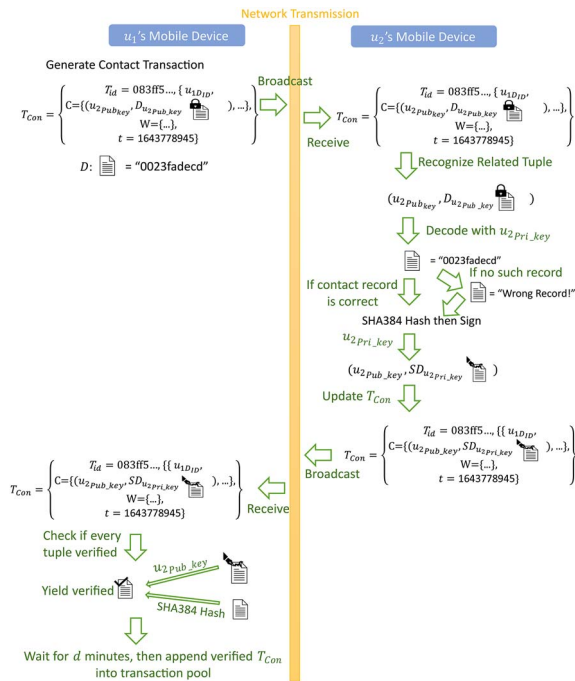 Network Transmission
u1's Mobile Device
Generate Contact Transaction
TCon = { Tid = 083ff5..., { u1DID,
C={(u2Pubkey, Du2Pub_key ), ...},
W={...},
t = 1643778945}
D: = "0023fadecd"
Broadcast
u2's Mobile Device
Receive
TCon = { Tid = 083ff5..., { u1DID,
C={(u2Pubkey, Du2Pub_key ), ...},
W={...},
t = 1643778945}
Recognize Related Tuple
(u2Pubkey, Du2Pub_key )
Decode with u2Pri_key
= "0023fadecd"
If contact record
is correct
If no such record
= "Wrong Record!"
SHA384 Hash then Sign
u2Pri_key
(u2Pub_key, SDu2Pri_key )
Update TCon
TCon = { Tid = 083ff5..., {{ u1DID,
C={(u2Pub_key, SDu2Pri_key ), ...},
W={...},
t = 1643778945}
Broadcast
Receive
TCon = { Tid = 083ff5..., {{ u1DID,
C={(u2Pub_key, SDu2Pri_key ), ...},
W={...},
t = 1643778945}
Check if every
tuple verified
u2Pub_key
Yield verified
SHA384 Hash
Wait for d minutes, then append verified TCon
into transaction pool